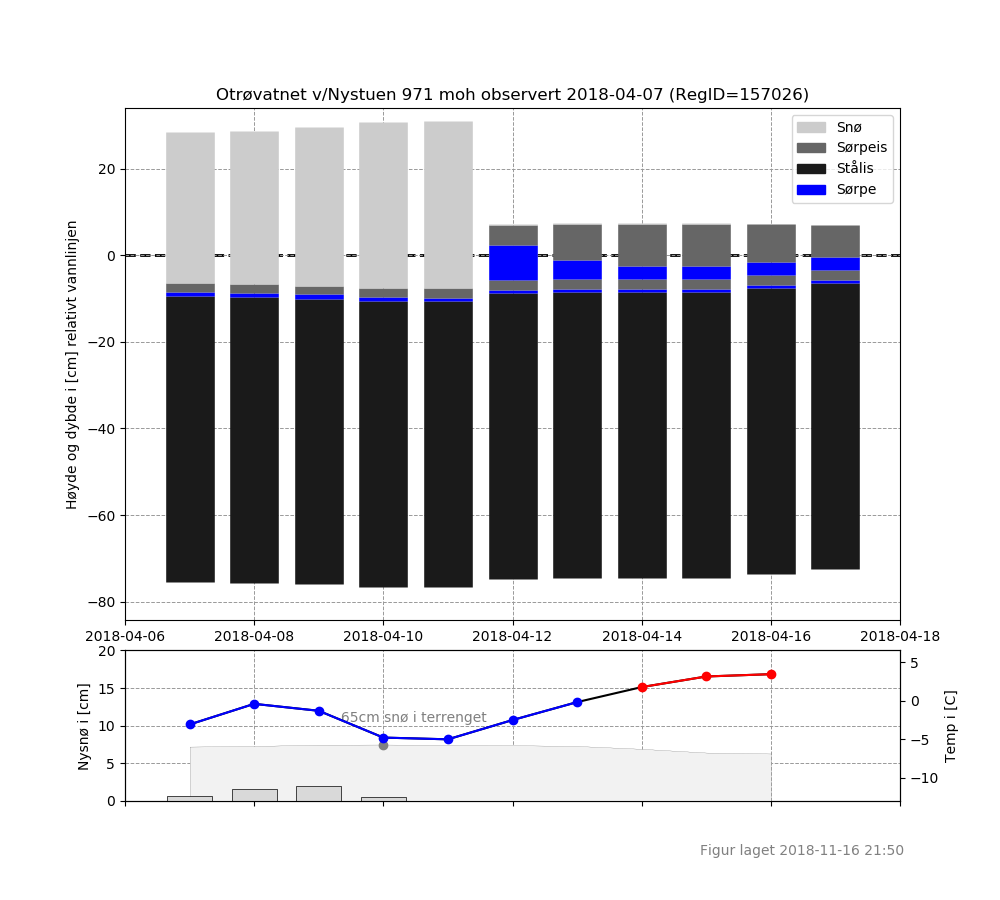 Otrøvatnet v/Nystuen 971 moh observert 2018-04-07 (RegID=157026)
Snø
Sørpeis
Stålis
Sørpe
Høyde og dybde i [cm] relativt vannlinjen
20
0
−20
−40
−60
−80
2018-04-06 2018-04-08 2018-04-10 2018-04-12 2018-04-14 2018-04-16 2018-04-18
Nysnø i [cm]
20
15
10
5
0
65cm snø i terrenget
5
0
−5
−10
Temp i [C]
Figur laget 2018-11-16 21:50